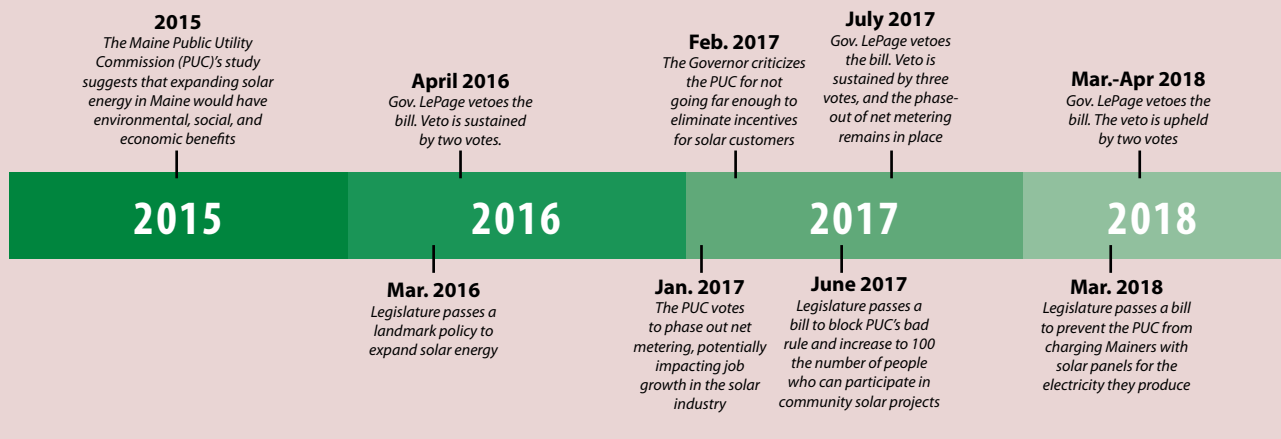 2015
The Maine Public Utility
Commission (PUC)’s study
suggests that expanding solar
energy in Maine would have
environmental, social, and
economic benefits
April 2016
Gov. LePage vetoes the
bill. Veto is sustained
by two votes.
Feb. 2017
The Governor criticizes
the PUC for not
going far enough to
eliminate incentives
for solar customers
July 2017
Gov. LePage vetoes
the bill. Veto is
sustained by three
votes, and the phase-
out of net metering
remains in place
Mar.-Apr 2018
Gov. LePage vetoes the
bill. The veto is upheld
by two votes
2015
2016
2017
2018
Mar. 2016
Legislature passes a
landmark policy to
expand solar energy
Jan. 2017
The PUC votes
to phase out net
metering, potentially
impacting job
growth in the solar
industry
June 2017
Legislature passes a
bill to block PUC’s bad
rule and increase to 100
the number of people
who can participate in
community solar projects
Mar. 2018
Legislature passes a bill
to prevent the PUC from
charging Mainers with
solar panels for the
electricity they produce